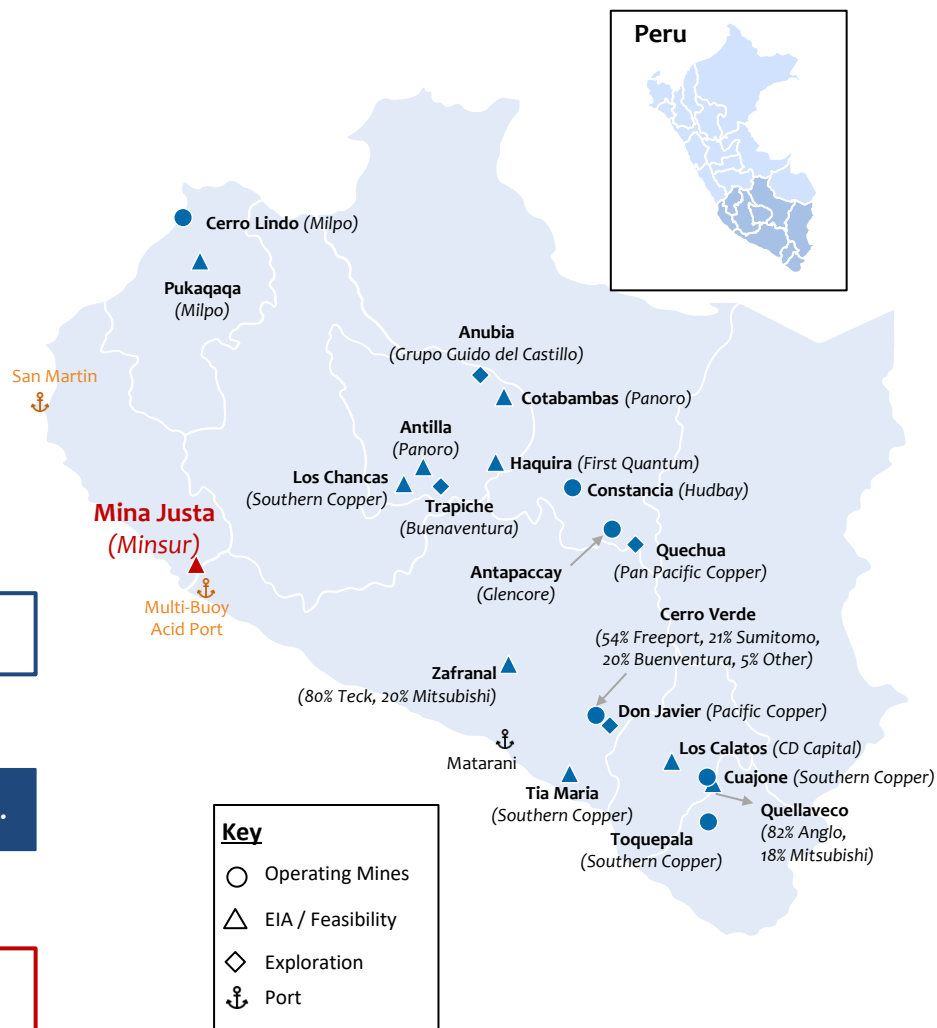 Peru
Cerro Lindo (Milpo)
Pukaqaqa
(Milpo)
Anubia
(Grupo Guido del Castillo)
San Martin
Cotabambas (Panoro)
Antilla
(Panoro)
Haquira (First Quantum)
Los Chancas
(Southern Copper)
Constancia (Hudbay)
Trapiche
(Buenaventura)
Mina Justa
(Minsur)
Quechua
(Pan Pacific Copper)
Antapaccay
(Glencore)
Multi-Buoy
Acid Port
Cerro Verde
(54% Freeport, 21% Sumitomo,
20% Buenventura, 5% Other)
Zafranal
(80% Teck, 20% Mitsubishi)
Don Javier (Pacific Copper)
Matarani
Los Calatos (CD Capital)
Cuajone (Southern Copper)
Tia Maria
(Southern Copper)
Quellaveco
(82% Anglo,
18% Mitsubishi)
Toquepala
(Southern Copper)
.
Key
Operating Mines
EIA / Feasibility
Exploration
Port